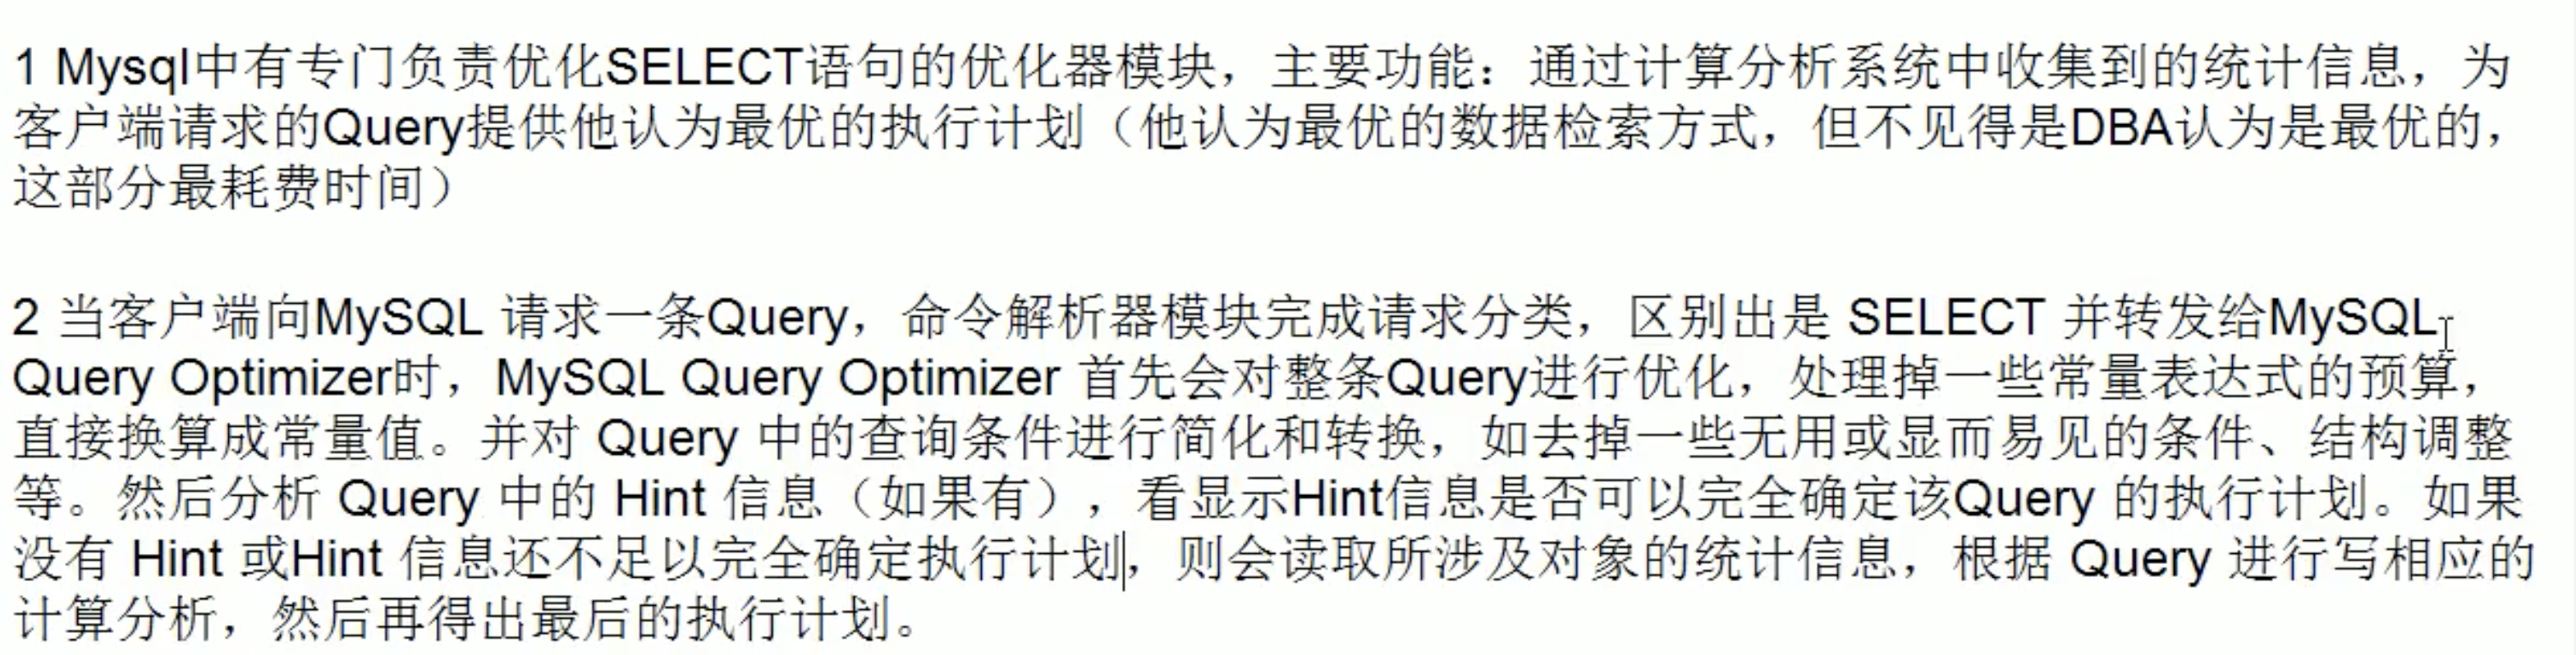 1 Mysql中有专门负责优化SELECT语句的优化器模块，主要功能：通过计算分析系统中收集到的统计信息，为
客户端请求的Query提供他认为最优的执行计划（他认为最优的数据检索方式，但不见得是DBA认为是最优的，
这部分最耗费时间）
2 当客户端向MySQL 请求一条Query，命令解析器模块完成请求分类，区别出是 SELECT 并转发给MySQL
Query Optimizer时，MySQL Query Optimizer 首先会对整条Query进行优化，处理掉一些常量表达式的预算，
直接换算成常量值。并对 Query 中的查询条件进行简化和转换，如去掉一些无用或显而易见的条件、结构调整
等。然后分析 Query 中的 Hint 信息（如果有），看显示Hint信息是否可以完全确定该Query 的执行计划。如果
没有 Hint 或Hint 信息还不足以完全确定执行计划，则会读取所涉及对象的统计信息，根据 Query 进行写相应的
计算分析，然后再得出最后的执行计划。